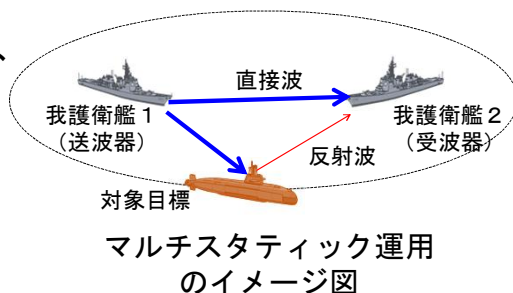 直接波
我護衛艦１
（送波器）
我護衛艦２
（受波器）
反射波
対象目標
マルチスタティック運用
のイメージ図